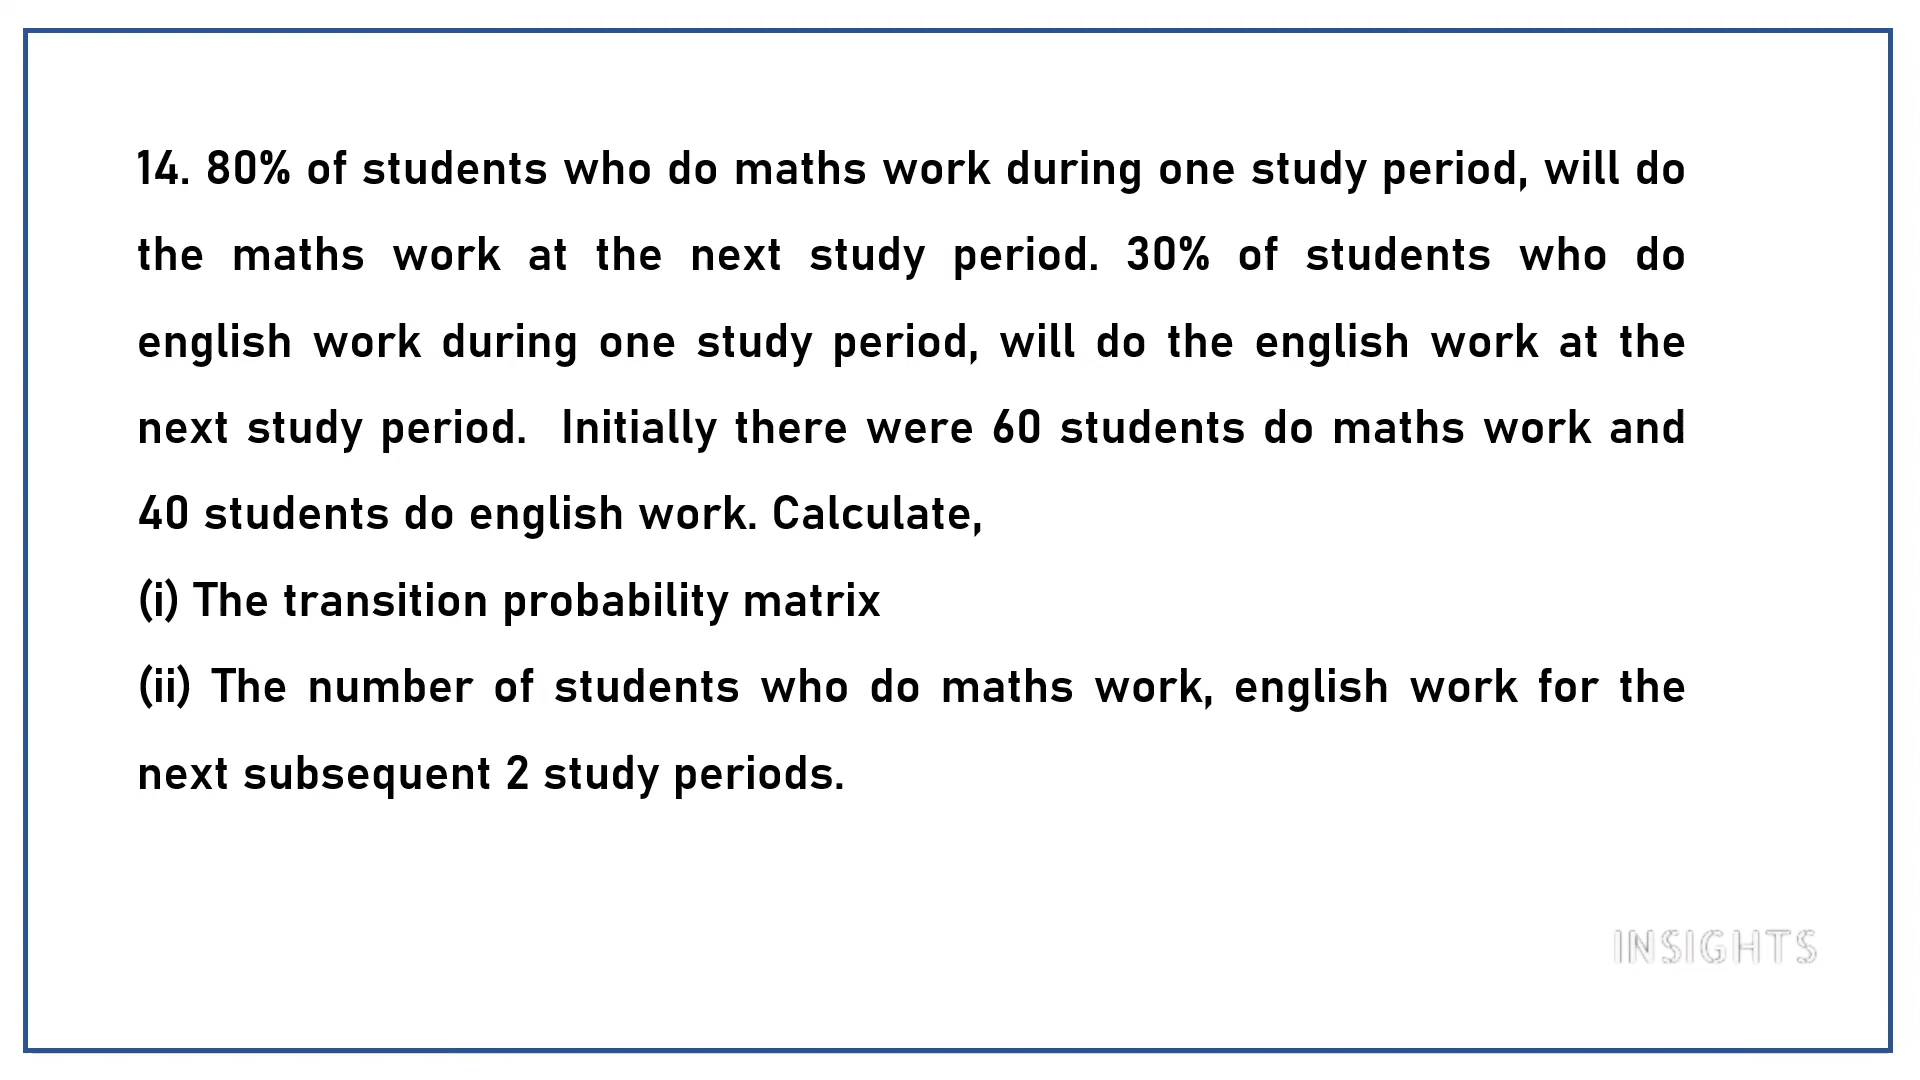 14. 80% of students who do maths work during one study period, will do
the maths work at the next study period. 30% of students who do
english work during one study period, will do the english work at the
next study period. Initially there were 60 students do maths work and
40 students do english work. Calculate,
(i) The transition probability matrix
(ii) The number of students who do maths work, english work for the
next subsequent 2 study periods.
INSIGHTS